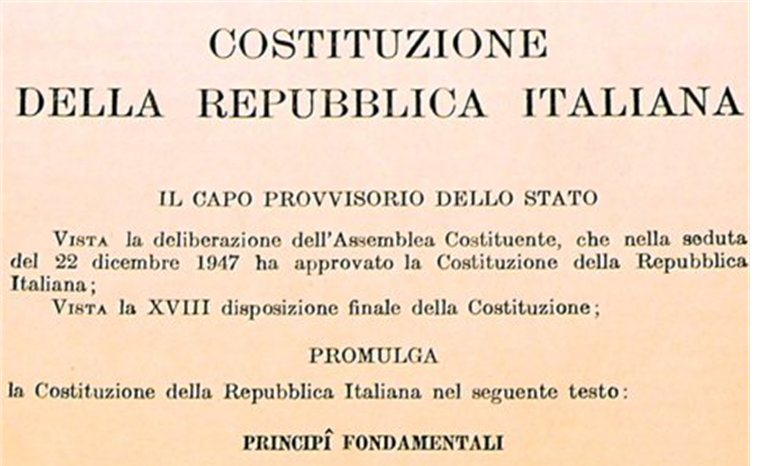 COSTITUZIONE
DELLA REPUBBLICA ITALIANA
IL CAPO PROVVISORIO DELLO STATO
VISTA la deliberazione dell'Assemblea Costituente, che nella seduta
del 22 dicembre 1947 ha approvato la Costituzione della Repubblica
Italiana;
VISTA la XVIII disposizione finale della Costituzione;
PROMULGA
la Costituzione della Repubblica Italiana nel seguente testo:
PRINCIPÎ FONDAMENTALI